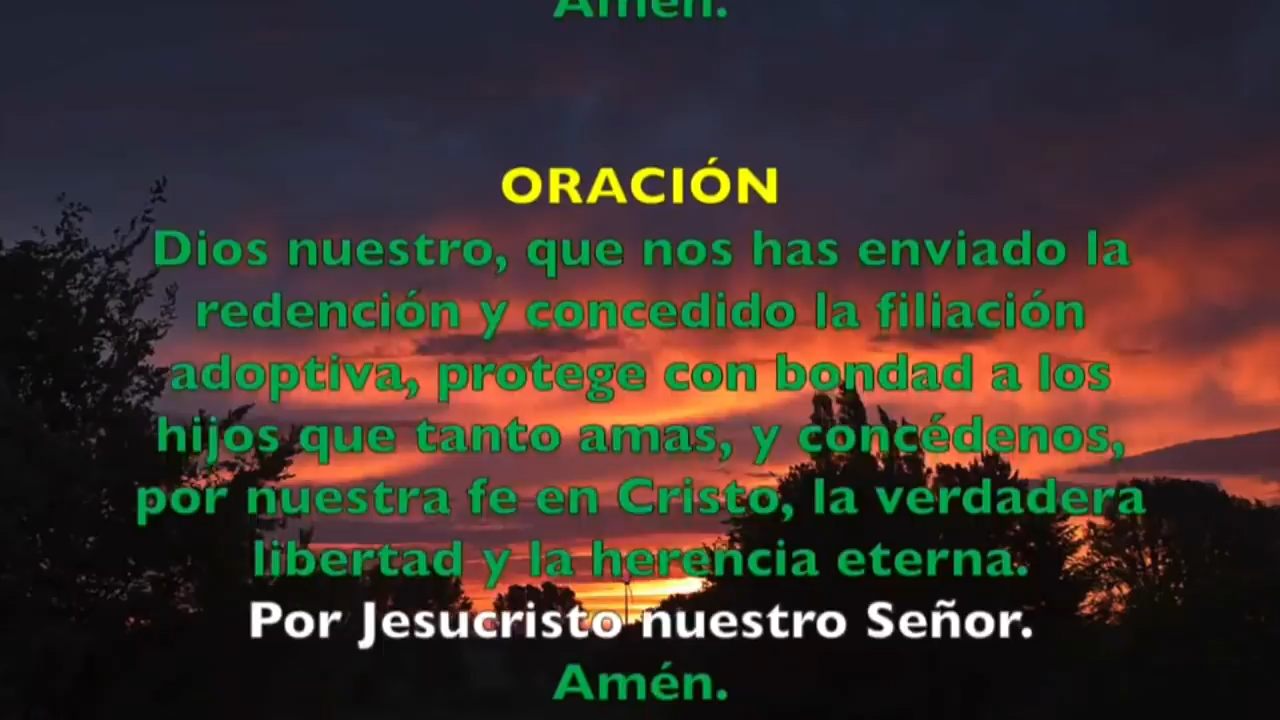 Amén.
ORACIÓN
Dios nuestro, que nos has enviado la
redención y concedido la filiación
adoptiva, protege con bondad a los
hijos que tanto amas, y concédenos,
por nuestra fe en Cristo, la verdadera
libertad y la herencia eterna.
Por Jesucristo nuestro Señor.
Amén.